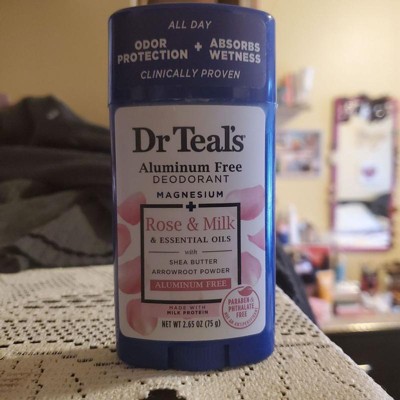 ALL DAY
ODOR PROTECTION + ABSORBS WETNESS
CLINICALLY PROVEN
Dr Teal's
Aluminum Free
DEODORANT
MAGNESIUM
+
Rose & Milk
& ESSENTIAL OILS
with
SHEA BUTTER
ARROWROOT POWDER
ALUMINUM FREE
MADE WITH
MILK PROTEIN
PARABEN &
PHTHALATE
FREE
NET WT 2.65 OZ (75 g)